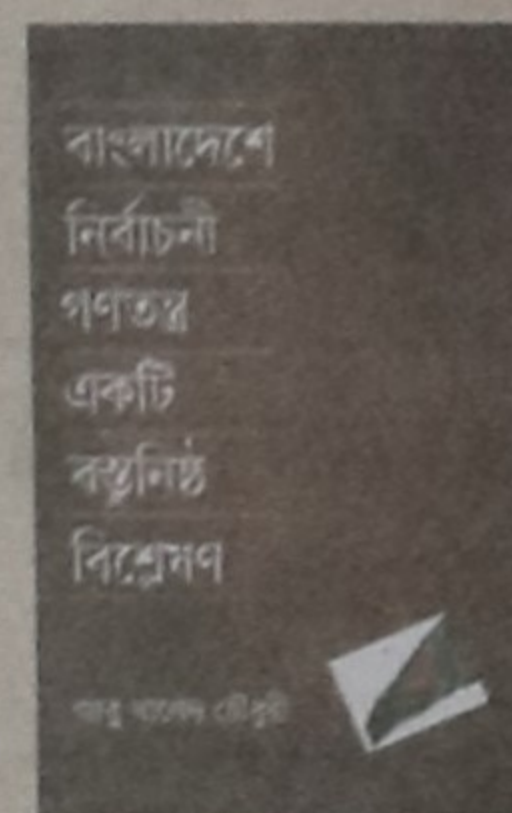 বাংলাদেশে
নির্বাচনী
গণতন্ত্র
একটি
বস্তুনিষ্ঠ
বিশ্লেষণ
চৌধুরী